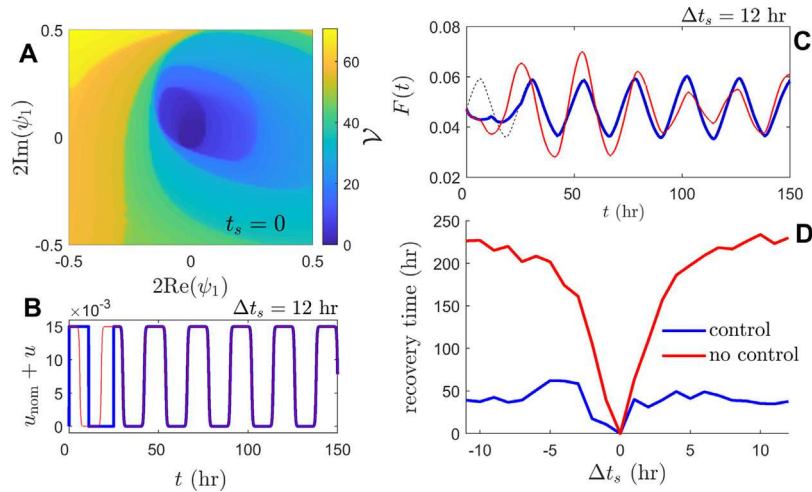 A
0.5
0
-0.5
-0.5
0
0.5
2Im(ψ₁)
2Re(ψ₁)
t_s = 0
60
40
20
0
𝒱
B
×10⁻³
Δt_s = 12 hr
15
10
5
0
0
50
100
150
u_nom + u
t (hr)
Δt_s = 12 hr
C
0.08
0.06
0.04
0.02
0
50
100
150
F(t)
t (hr)
D
250
200
150
100
50
0
-10
-5
0
5
10
recovery time (hr)
Δt_s (hr)
control
no control